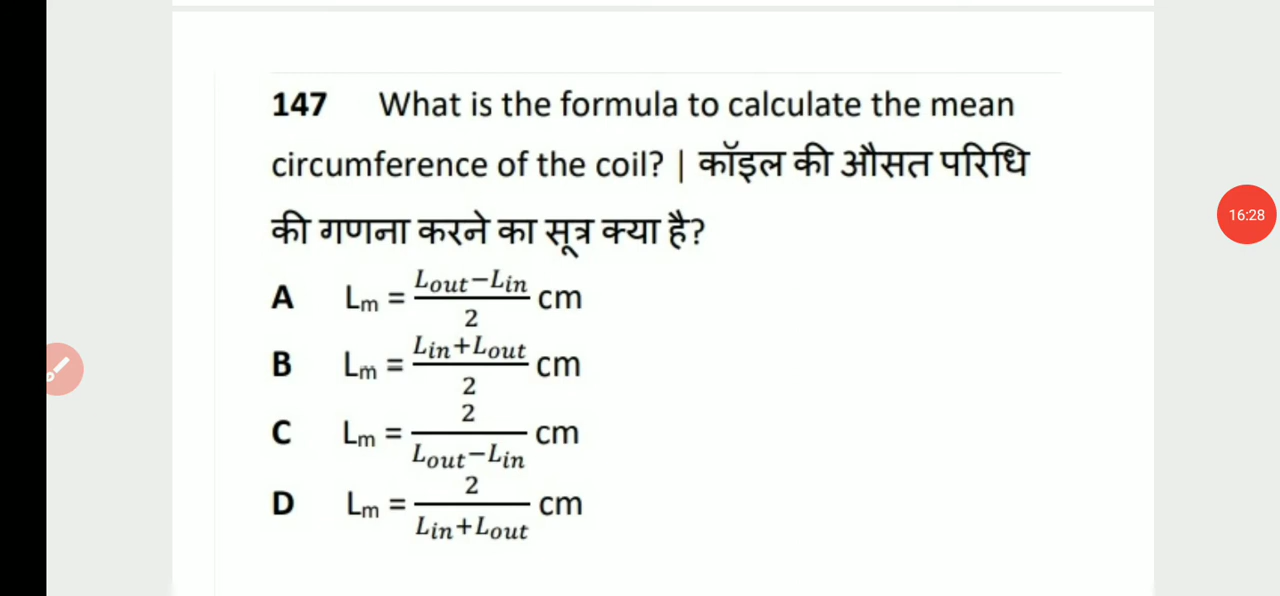 147 What is the formula to calculate the mean
circumference of the coil? | कॉइल की औसत परिधि
की गणना करने का सूत्र क्या है?
A Lm = (Lout−Lin)/2 cm
B Lm = (Lin+Lout)/2 cm
C Lm = 2/(Lout−Lin) cm
D Lm = 2/(Lin+Lout) cm
16:28